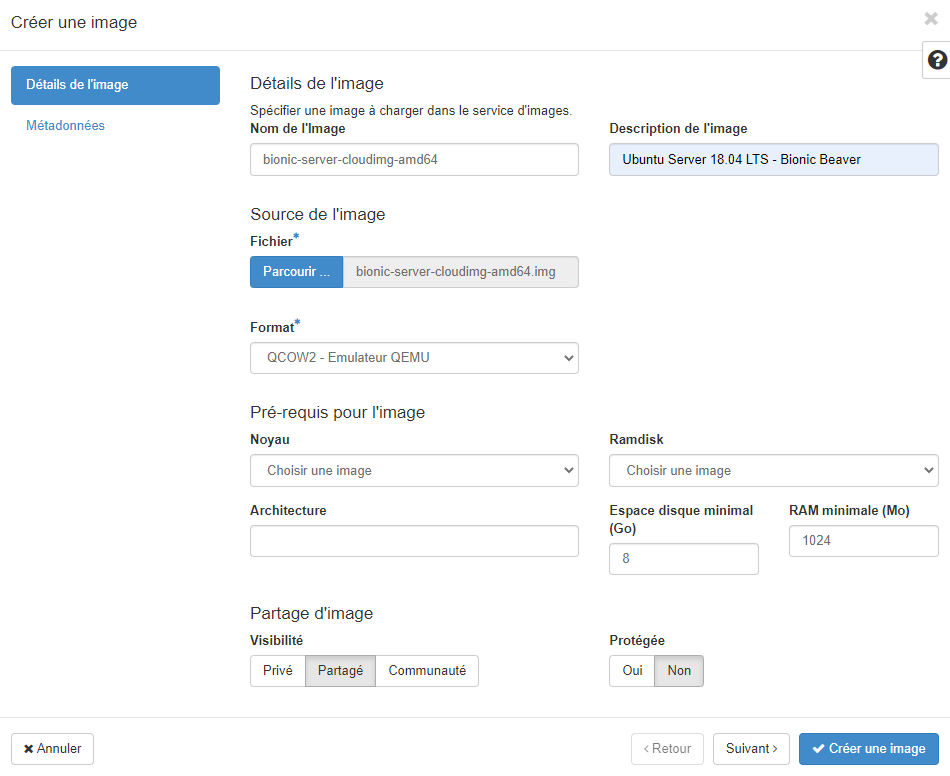 Créer une image
×
?
Détails de l'image
Métadonnées
Détails de l'image
Spécifier une image à charger dans le service d'images.
Nom de l'Image
Description de l'image
bionic-server-cloudimg-amd64
Ubuntu Server 18.04 LTS - Bionic Beaver
Source de l'image
Fichier*
Parcourir ...
bionic-server-cloudimg-amd64.img
Format*
QCOW2 - Emulateur QEMU
Pré-requis pour l'image
Noyau
Ramdisk
Choisir une image
Choisir une image
Architecture
Espace disque minimal
(Go)
RAM minimale (Mo)
1024
8
Partage d'image
Visibilité
Protégée
Privé
Partagé
Communauté
Oui
Non
× Annuler
‹ Retour
Suivant ›
✔ Créer une image